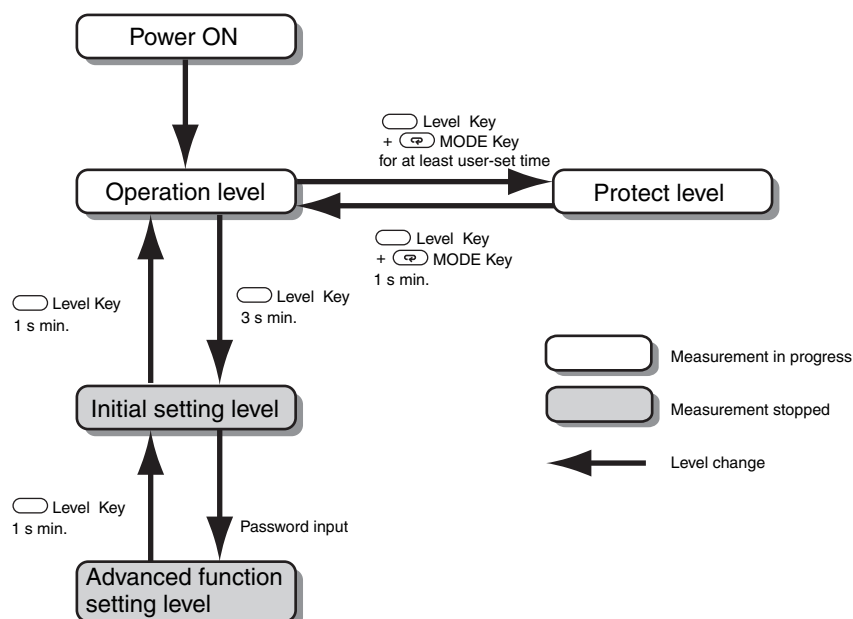 Power ON
Level Key
+ MODE Key
for at least user-set time
Operation level
Protect level
Level Key
+ MODE Key
1 s min.
Level Key
1 s min.
Level Key
3 s min.
Measurement in progress
Initial setting level
Measurement stopped
Level change
Level Key
1 s min.
Password input
Advanced function
setting level